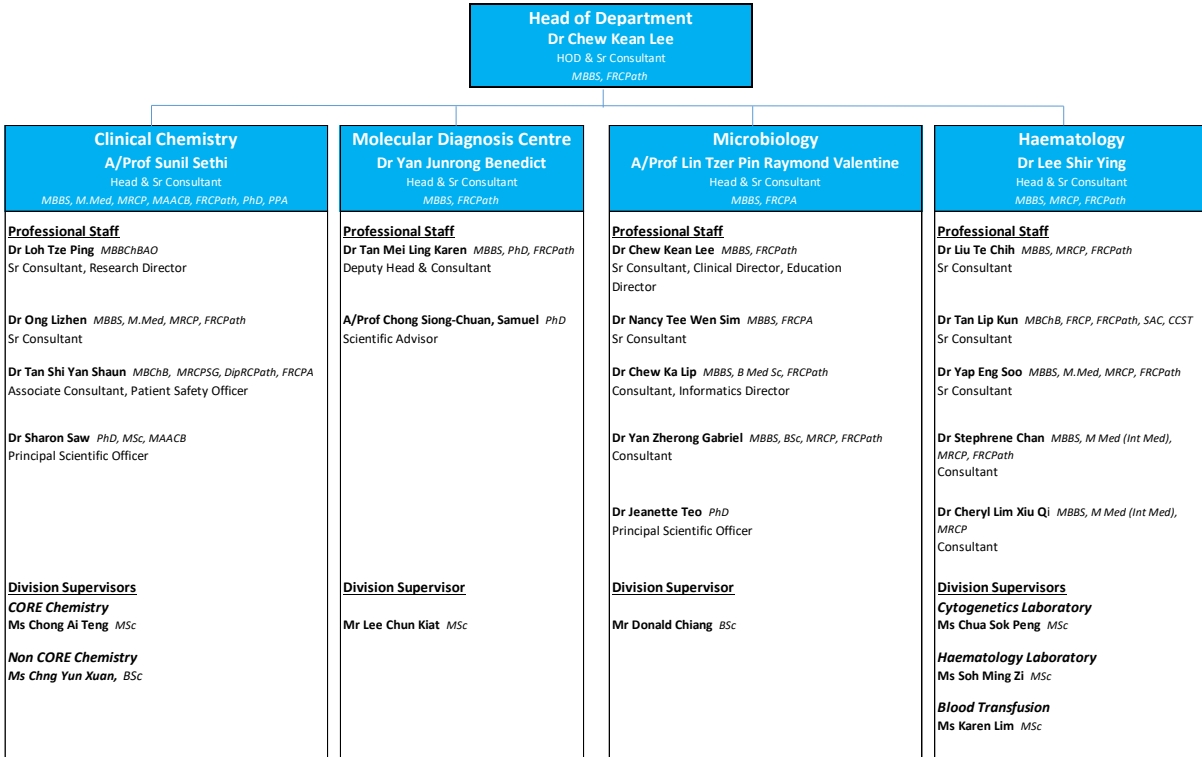 Head of Department
Dr Chew Kean Lee
HOD & Sr Consultant
MBBS, FRCPath
Clinical Chemistry
A/Prof Sunil Sethi
Head & Sr Consultant
MBBS, M.Med, MRCP, MAACB, FRCPath, PhD, PPA
Professional Staff
Dr Loh Tze Ping MBBChBAO
Sr Consultant, Research Director
Dr Ong Lizhen MBBS, M.Med, MRCP, FRCPath
Sr Consultant
Dr Tan Shi Yan Shaun MBChB, MRCPSG, DipRCPath, FRCPA
Associate Consultant, Patient Safety Officer
Dr Sharon Saw PhD, MSc, MAACB
Principal Scientific Officer
Division Supervisors
CORE Chemistry
Ms Chong Ai Teng MSc
Non CORE Chemistry
Ms Chng Yun Xuan, BSc
Molecular Diagnosis Centre
Dr Yan Junrong Benedict
Head & Sr Consultant
MBBS, FRCPath
Professional Staff
Dr Tan Mei Ling Karen MBBS, PhD, FRCPath
Deputy Head & Consultant
A/Prof Chong Siong-Chuan, Samuel PhD
Scientific Advisor
Division Supervisor
Mr Lee Chun Kiat MSc
Microbiology
A/Prof Lin Tzer Pin Raymond Valentine
Head & Sr Consultant
MBBS, FRCPA
Professional Staff
Dr Chew Kean Lee MBBS, FRCPath
Sr Consultant, Clinical Director, Education
Director
Dr Nancy Tee Wen Sim MBBS, FRCPA
Sr Consultant
Dr Chew Ka Lip MBBS, B Med Sc, FRCPath
Consultant, Informatics Director
Dr Yan Zherong Gabriel MBBS, BSc, MRCP, FRCPath
Consultant
Dr Jeanette Teo PhD
Principal Scientific Officer
Division Supervisor
Mr Donald Chiang BSc
Haematology
Dr Lee Shir Ying
Head & Sr Consultant
MBBS, MRCP, FRCPath
Professional Staff
Dr Liu Te Chih MBBS, MRCP, FRCPath
Sr Consultant
Dr Tan Lip Kun MBChB, FRCP, FRCPath, SAC, CCST
Sr Consultant
Dr Yap Eng Soo MBBS, M.Med, MRCP, FRCPath
Sr Consultant
Dr Stephrene Chan MBBS, M Med (Int Med),
MRCP, FRCPath
Consultant
Dr Cheryl Lim Xiu Qi MBBS, M Med (Int Med),
MRCP
Consultant
Division Supervisors
Cytogenetics Laboratory
Ms Chua Sok Peng MSc
Haematology Laboratory
Ms Soh Ming Zi MSc
Blood Transfusion
Ms Karen Lim MSc